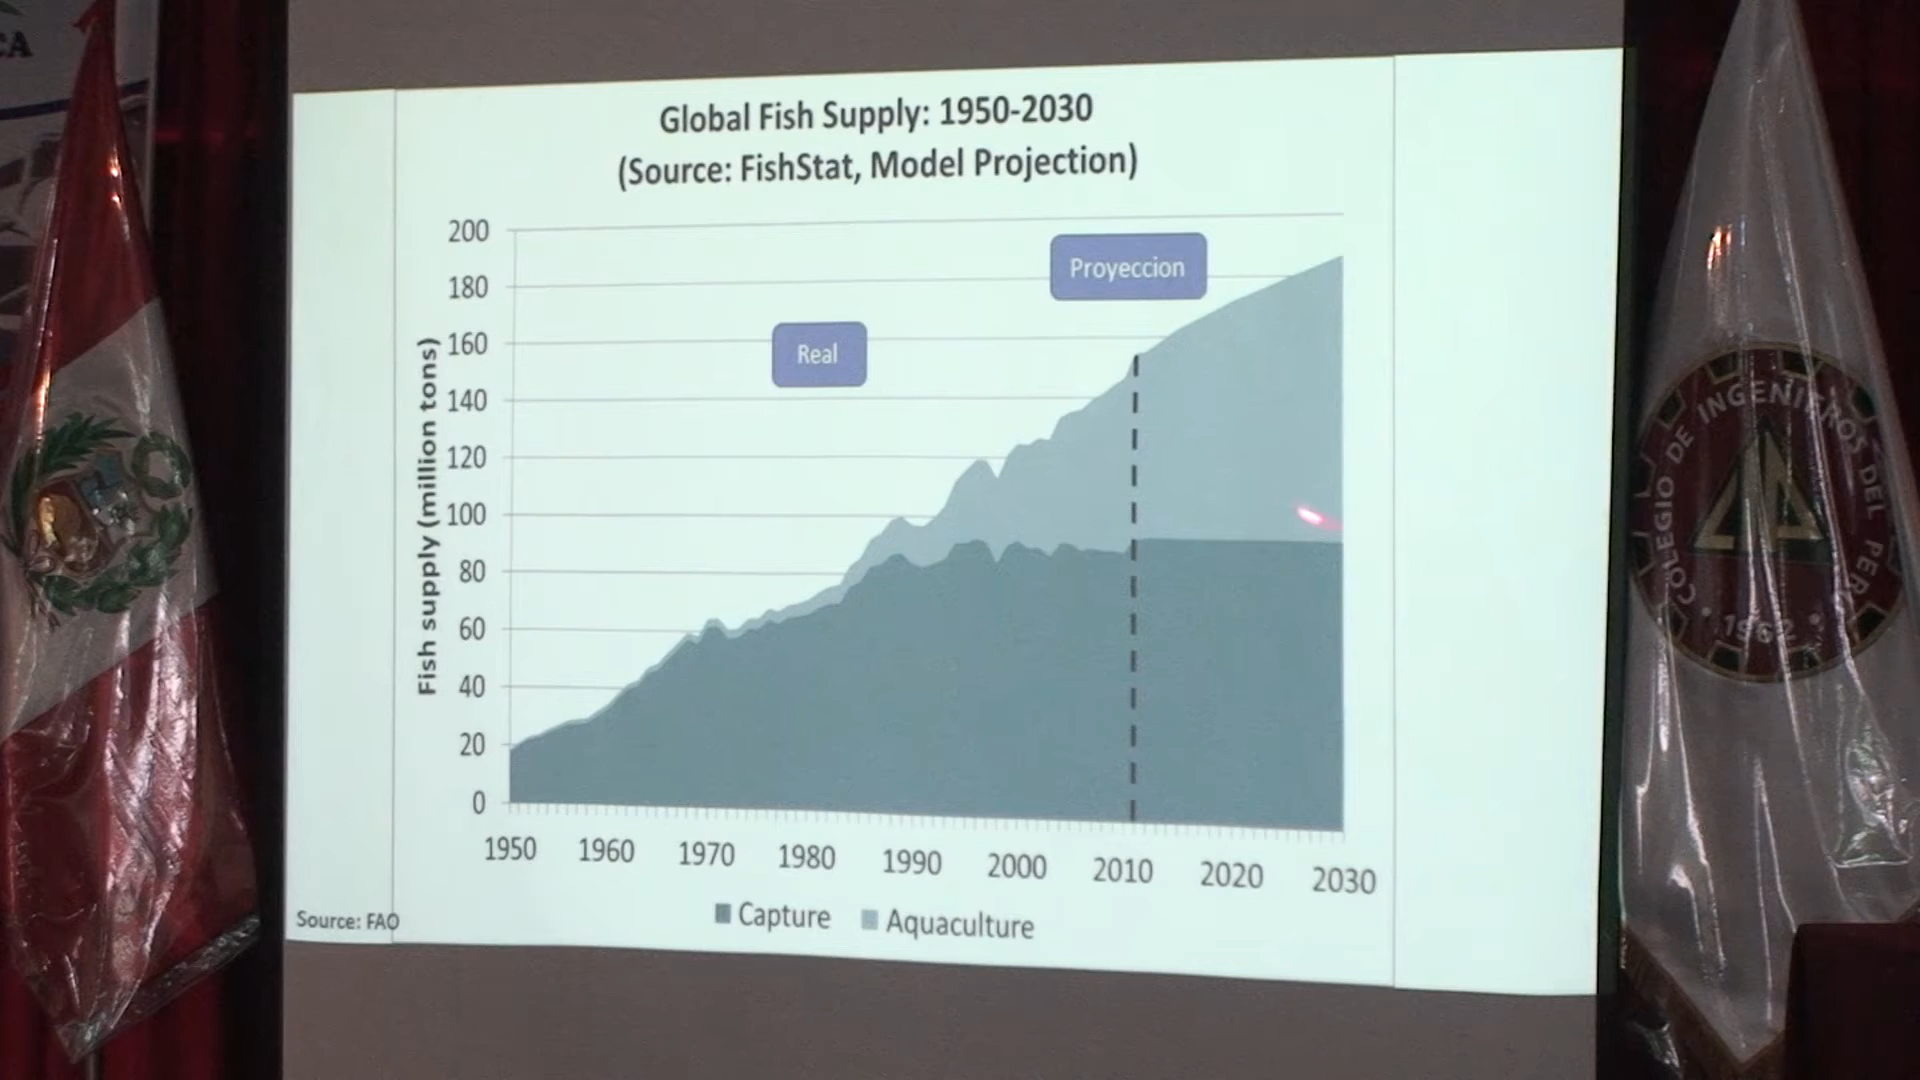 CA
Global Fish Supply: 1950-2030
(Source: FishStat, Model Projection)
Fish supply (million tons)
200
180
160
140
120
100
80
60
40
20
0
Real
Proyeccion
1950 1960 1970 1980 1990 2000 2010 2020 2030
Capture Aquaculture
Source: FAO
COLEGIO DE INGENIEROS DEL PERU
1962